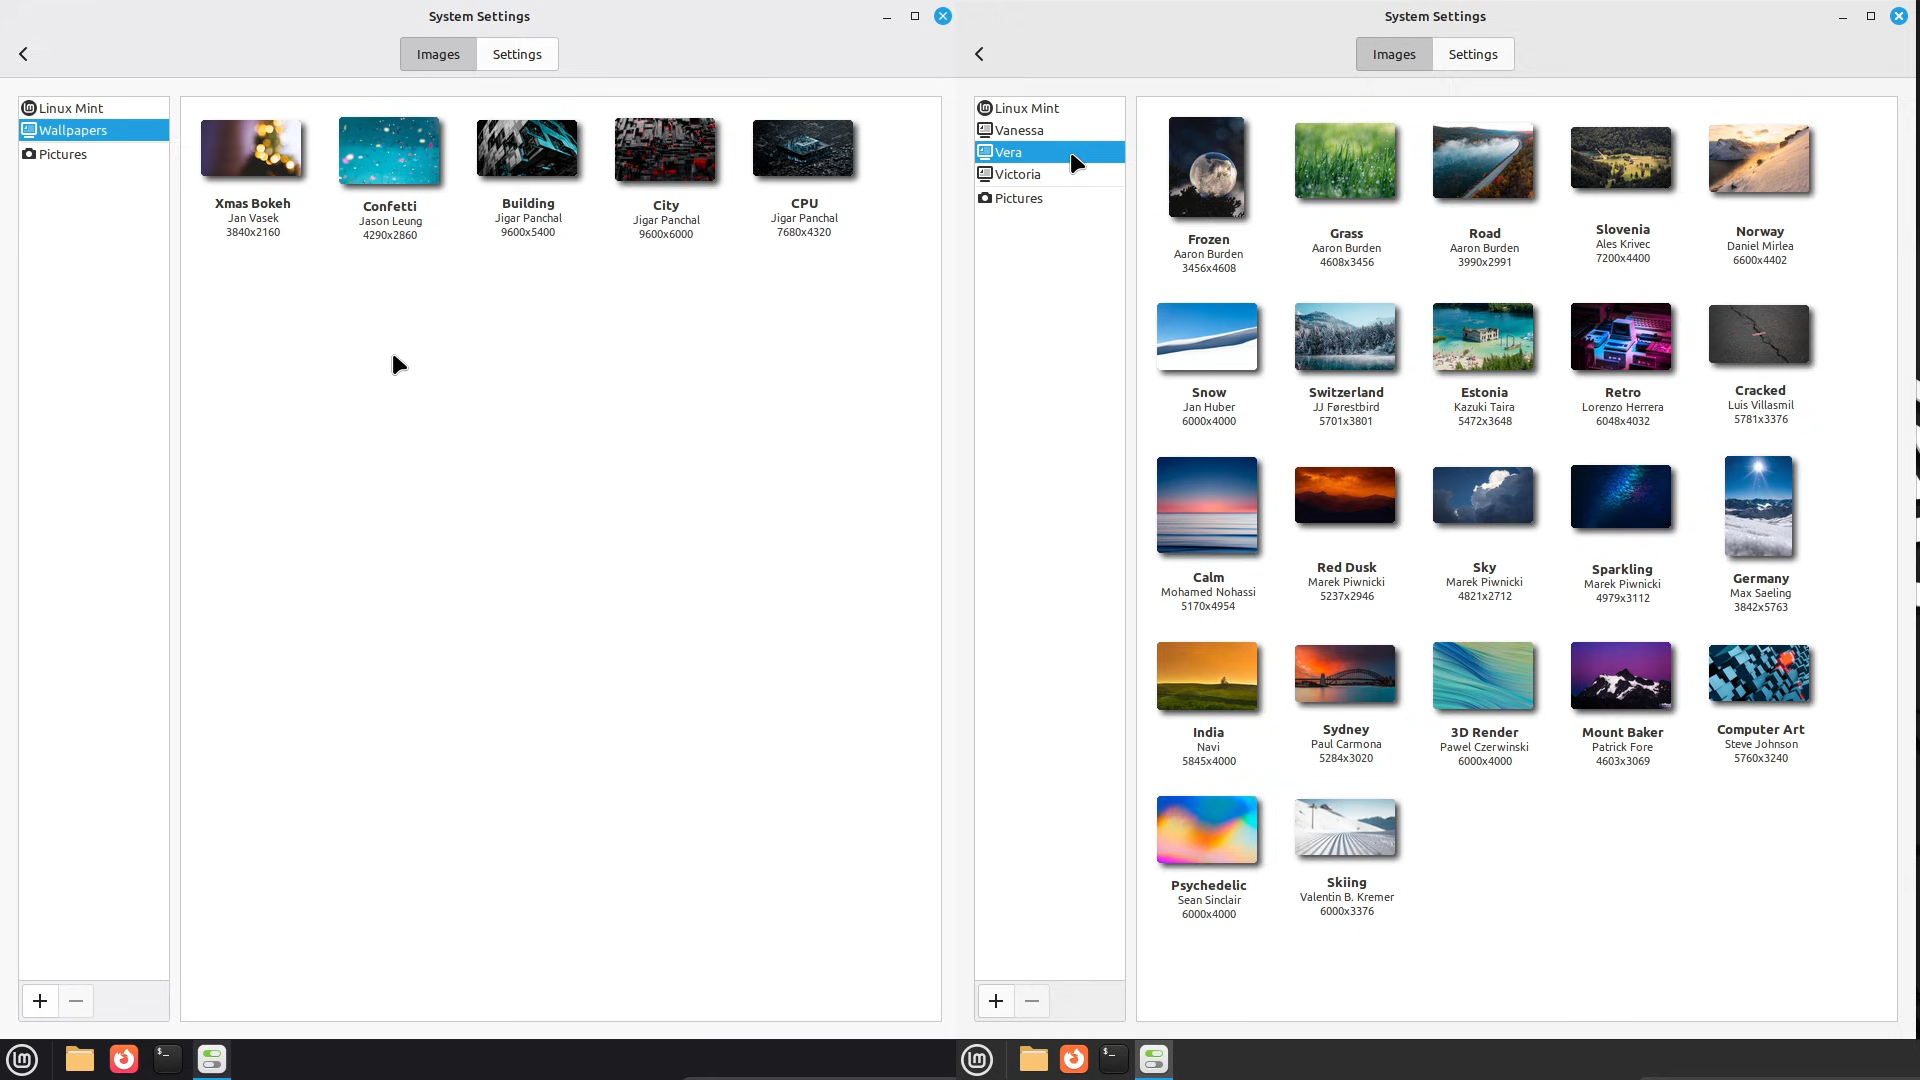 System Settings
Images
Settings
Linux Mint
Wallpapers
Pictures
Xmas Bokeh
Jan Vasek
3840x2160
Confetti
Jason Leung
4290x2860
Building
Jigar Panchal
9600x5400
City
Jigar Panchal
9600x6000
CPU
Jigar Panchal
7680x4320
System Settings
Images
Settings
Linux Mint
Vanessa
Vera
Victoria
Pictures
Frozen
Aaron Burden
3456x4608
Grass
Aaron Burden
4608x3456
Road
Aaron Burden
3990x2991
Slovenia
Ales Krivec
7200x4400
Norway
Daniel Mirlea
6600x4402
Snow
Jan Huber
6000x4000
Switzerland
JJ Førestbird
5701x3801
Estonia
Kazuki Taira
5472x3648
Retro
Lorenzo Herrera
6048x4032
Cracked
Luis Villasmil
5781x3376
Calm
Mohamed Nohassi
5170x4954
Red Dusk
Marek Piwnicki
5237x2946
Sky
Marek Piwnicki
4821x2712
Sparkling
Marek Piwnicki
4979x3112
Germany
Max Saeling
3842x5763
India
Navi
5845x4000
Sydney
Paul Carmona
5284x3020
3D Render
Pawel Czerwinski
6000x4000
Mount Baker
Patrick Fore
4603x3069
Computer Art
Steve Johnson
5760x3240
Psychedelic
Sean Sinclair
6000x4000
Skiing
Valentin B. Kremer
6000x3376